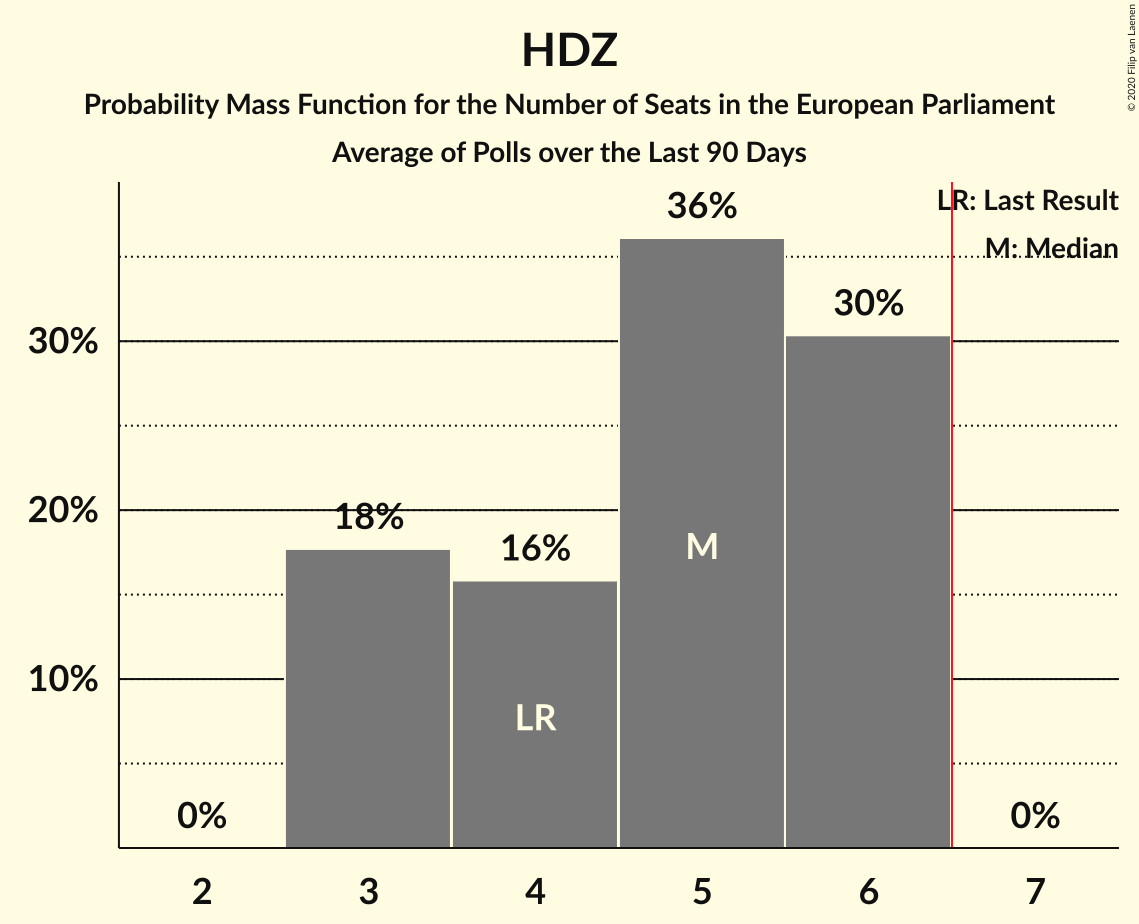 HDZ
Probability Mass Function for the Number of Seats in the European Parliament
Average of Polls over the Last 90 Days
© 2020 Filip van Laenen
LR: Last Result
M: Median
36%
30%
18%
16%
0%
0%
M
LR
30%
20%
10%
2 3 4 5 6 7